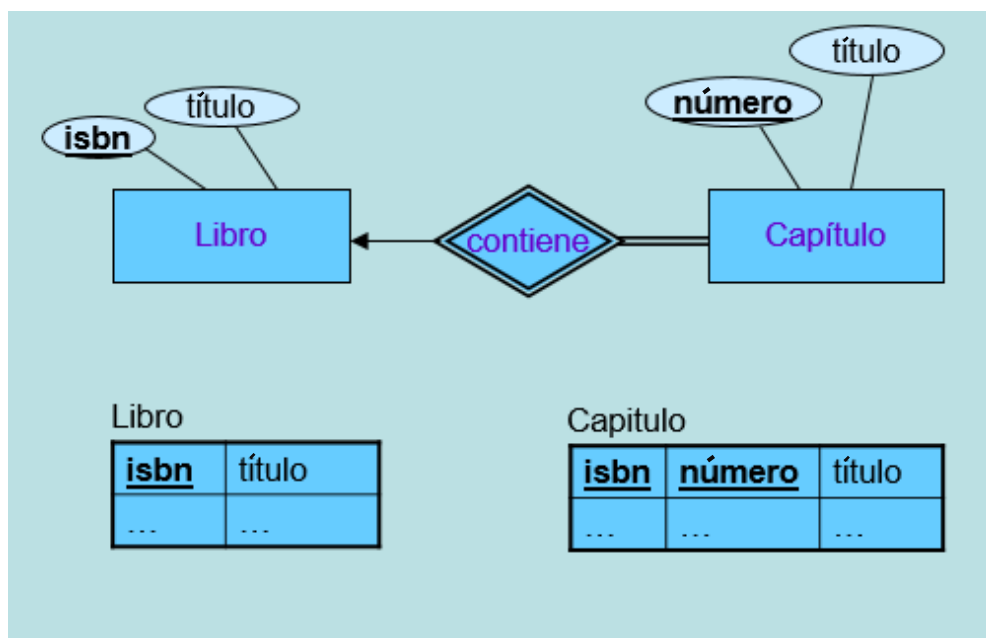 título
título
número
isbn
Libro
contiene
Capítulo
Libro
Capitulo
isbn título
... ...
isbn número título
... ... ...